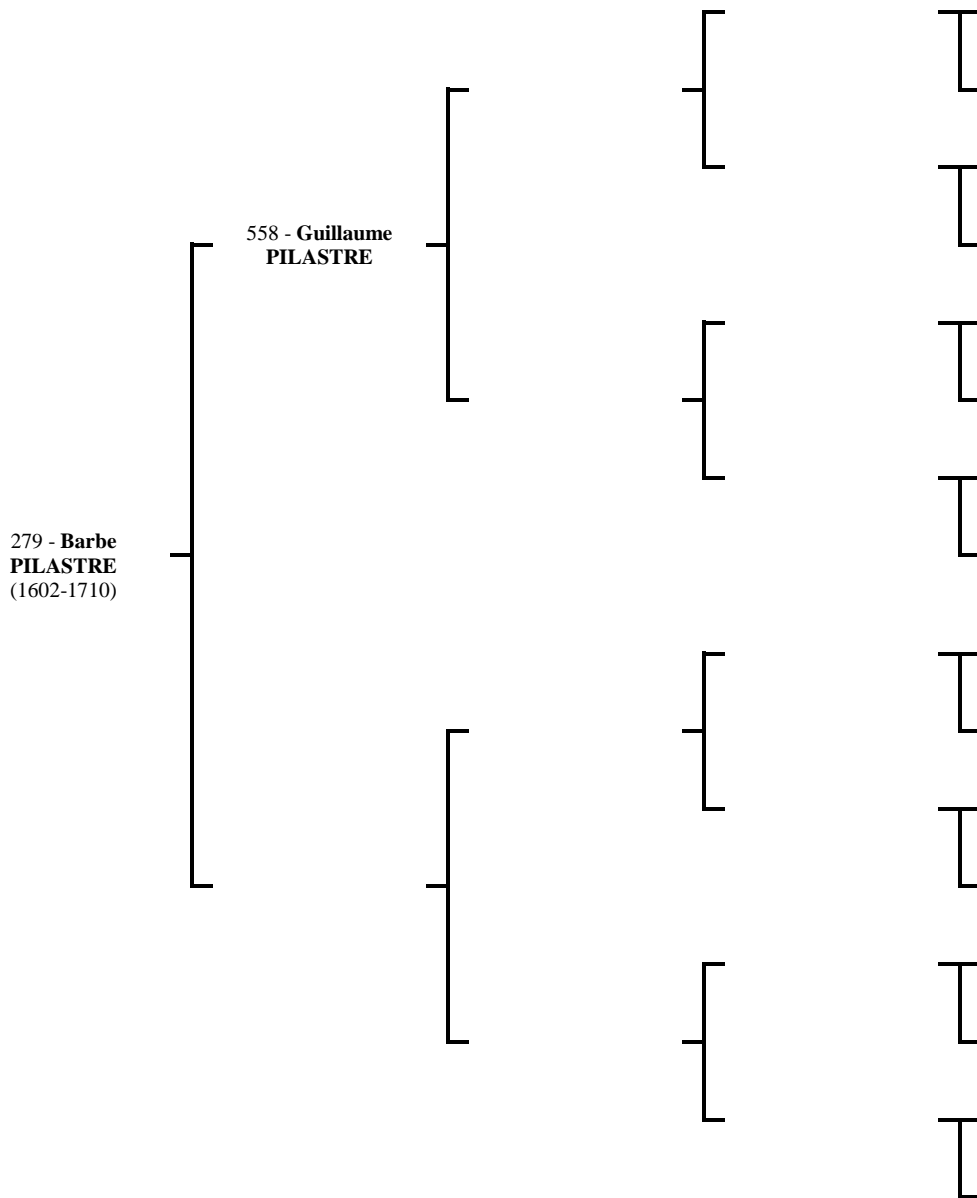 558 - Guillaume
PILASTRE
279 - Barbe
PILASTRE
(1602-1710)